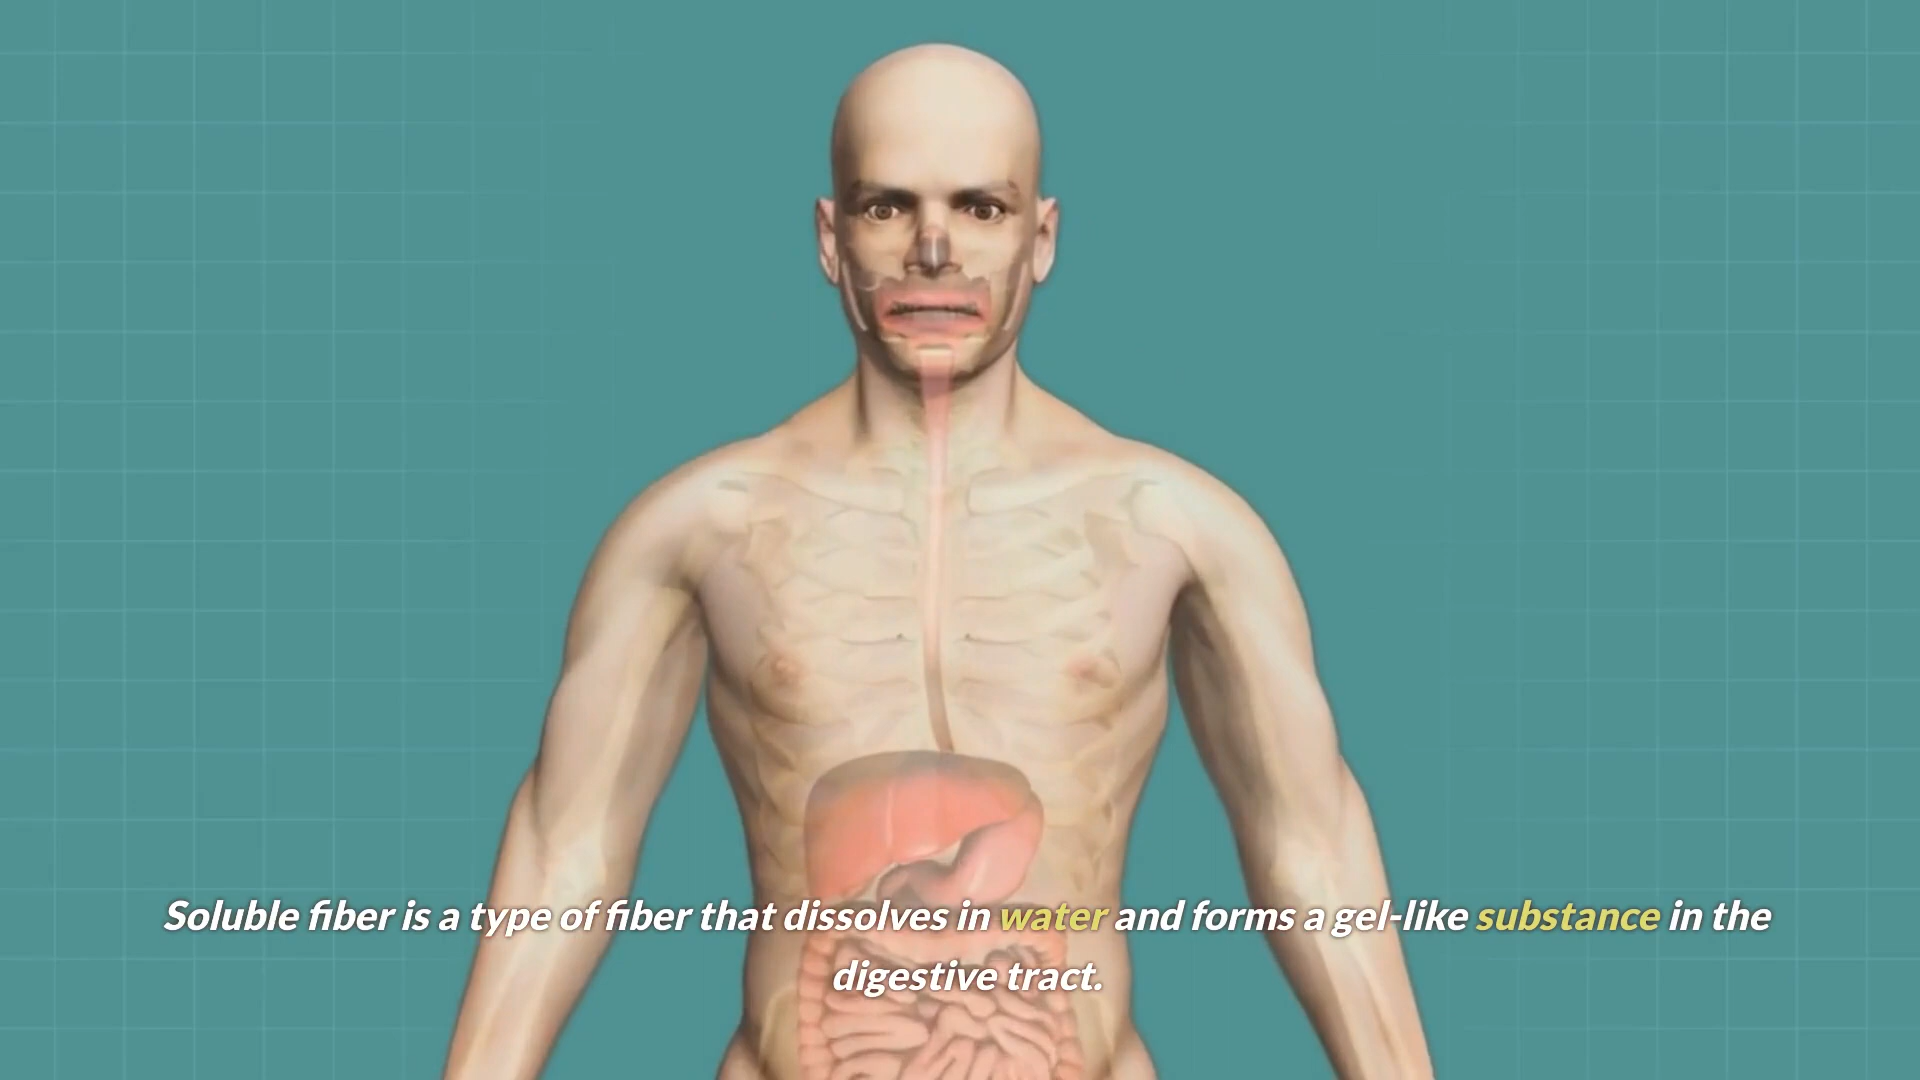 Soluble fiber is a type of fiber that dissolves in water and forms a gel-like substance in the
digestive tract.